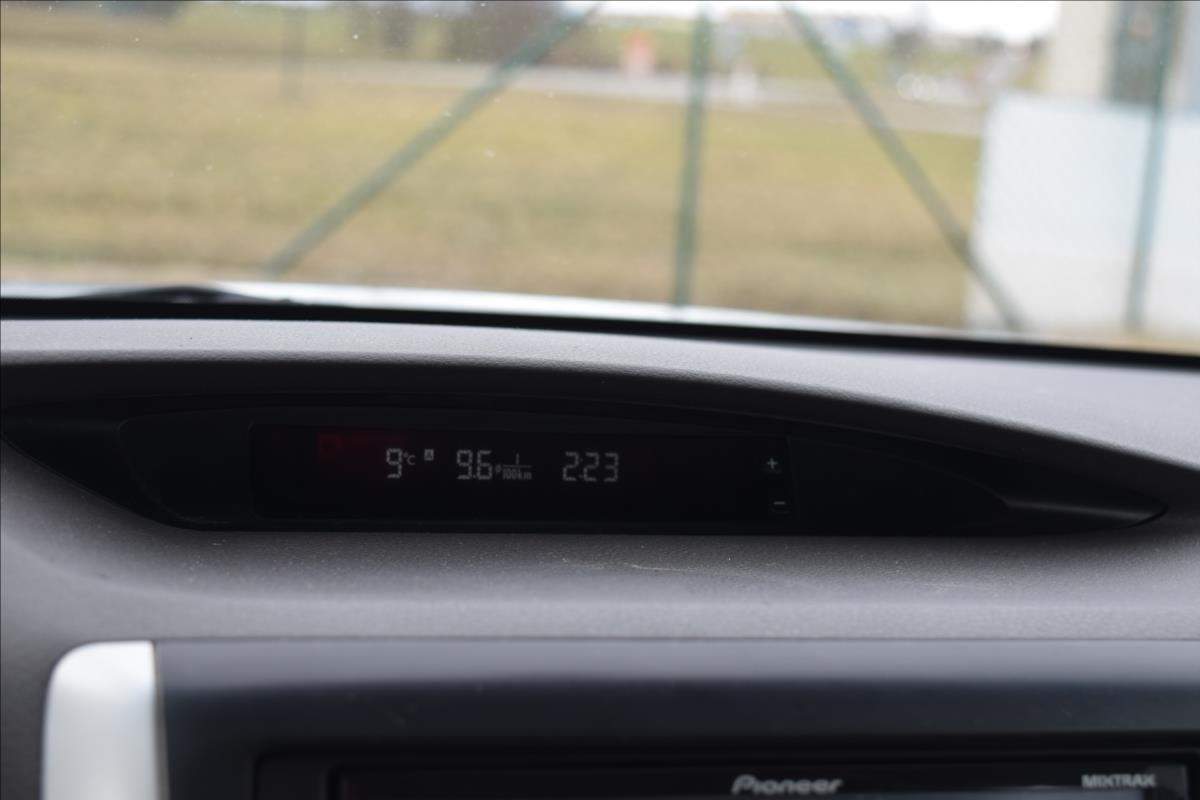 9°C A 9.6 ø l/100km 2:23 +
−
Pioneer MIXTRAX